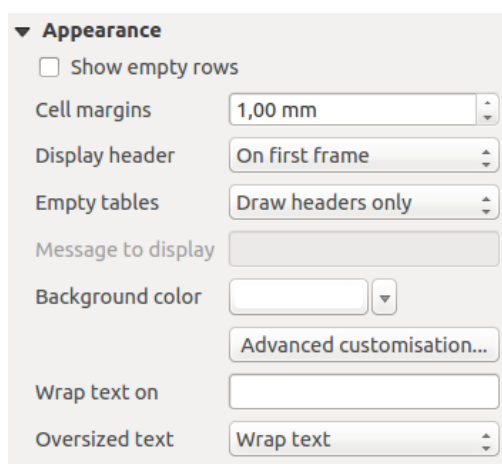 Appearance
Show empty rows
Cell margins 1,00 mm
Display header On first frame
Empty tables Draw headers only
Message to display
Background color
Advanced customisation...
Wrap text on
Oversized text Wrap text